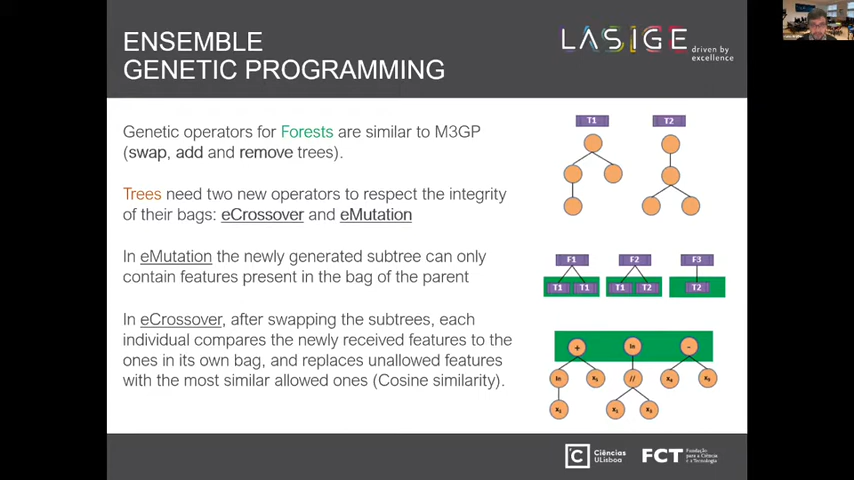 ENSEMBLE
GENETIC PROGRAMMING
LASIGE
driven by
excellence
Genetic operators for Forests are similar to M3GP
(swap, add and remove trees).
Trees need two new operators to respect the integrity
of their bags: eCrossover and eMutation
In eMutation the newly generated subtree can only
contain features present in the bag of the parent
In eCrossover, after swapping the subtrees, each
individual compares the newly received features to the
ones in its own bag, and replaces unallowed features
with the most similar allowed ones (Cosine similarity).
T1 T2
F1 F2 F3
T1 T1 T1 T2 T2
+ ln -
ln // 
Ciências
ULisboa
FCT
Fundação
para a Ciência
e a Tecnologia